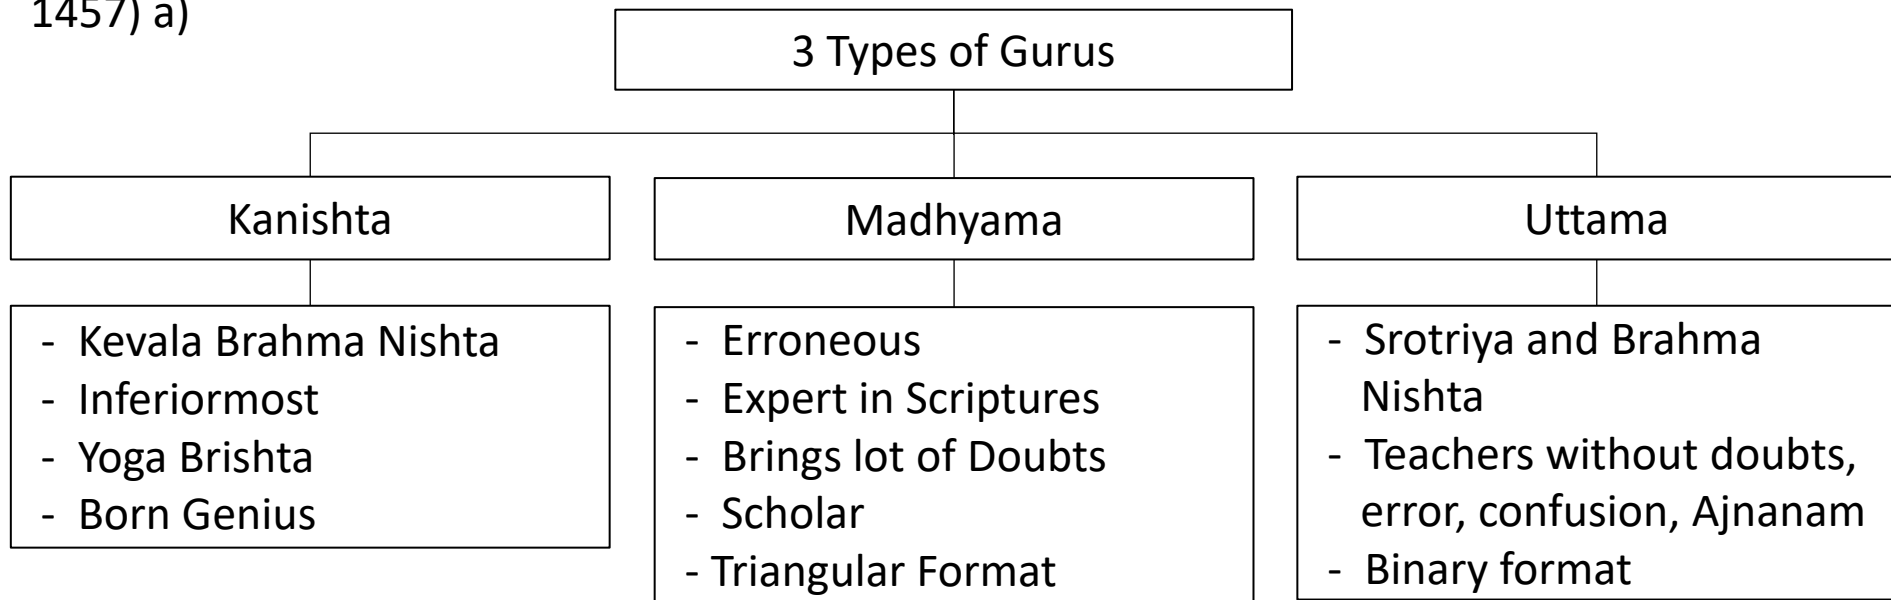 1457) a)
3 Types of Gurus
Kanishta
Madhyama
Uttama
- Kevala Brahma Nishta
- Inferiormost
- Yoga Brishta
- Born Genius
- Erroneous
- Expert in Scriptures
- Brings lot of Doubts
- Scholar
- Triangular Format
- Srotriya and Brahma
Nishta
- Teachers without doubts,
error, confusion, Ajnanam
- Binary format